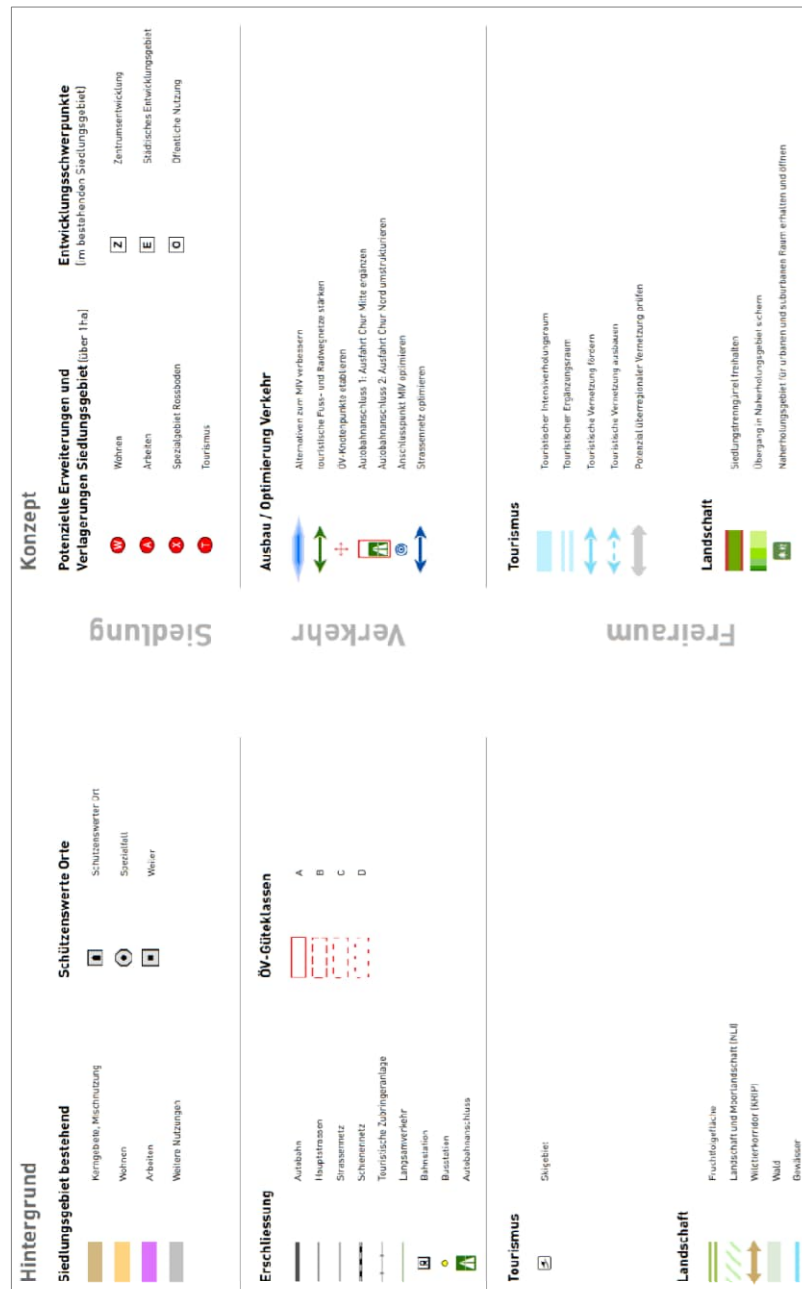 Hintergrund
Siedlungsgebiet bestehend
Kerngebiete, Mischnutzung
Wohnen
Arbeiten
Weitere Nutzungen
Schützenswerte Orte
Schützenswerter Ort
Spezialfall
Weiler
Erschliessung
Autobahn
Hauptstrassen
Strassennetz
Schienennetz
Touristische Zubringeranlage
Langsamverkehr
Bahnstation
Busstation
Autobahnanschluss
ÖV-Güteklassen
A
B
C
D
Tourismus
Skigebiet
Landschaft
Fruchtfolgefläche
Landschaft und Moorlandschaft (NLI)
Wildtierkorridor (KRIP)
Wald
Gewässer
Siedlung
Verkehr
Freiraum
Konzept
Potenzielle Erweiterungen und
Verlagerungen Siedlungsgebiet (über 1ha)
W
Wohnen
A
Arbeiten
X
Spezialgebiet Rossboden
T
Tourismus
Entwicklungsschwerpunkte
(im bestehenden Siedlungsgebiet)
Z
Zentrumsentwicklung
E
Städtisches Entwicklungsgebiet
O
Öffentliche Nutzung
Ausbau / Optimierung Verkehr
Alternativen zum MIV verbessern
touristische Fuss- und Radwegnetze stärken
ÖV-Knotenpunkte etablieren
Autobahnanschluss 1: Ausfahrt Chur Mitte ergänzen
Autobahnanschluss 2: Ausfahrt Chur Nord umstrukturieren
Anschlusspunkt MIV optimieren
Strassennetz optimieren
Tourismus
Touristischer Intensiverholungsraum
Touristischer Ergänzungsraum
Touristische Vernetzung fördern
Touristische Vernetzung ausbauen
Potenzial überregionaler Vernetzung prüfen
Landschaft
Siedlungstrenngürtel freihalten
Übergang in Naherholungsgebiet sichern
Naherholungsgebiet für urbanen und suburbanen Raum erhalten und öffnen